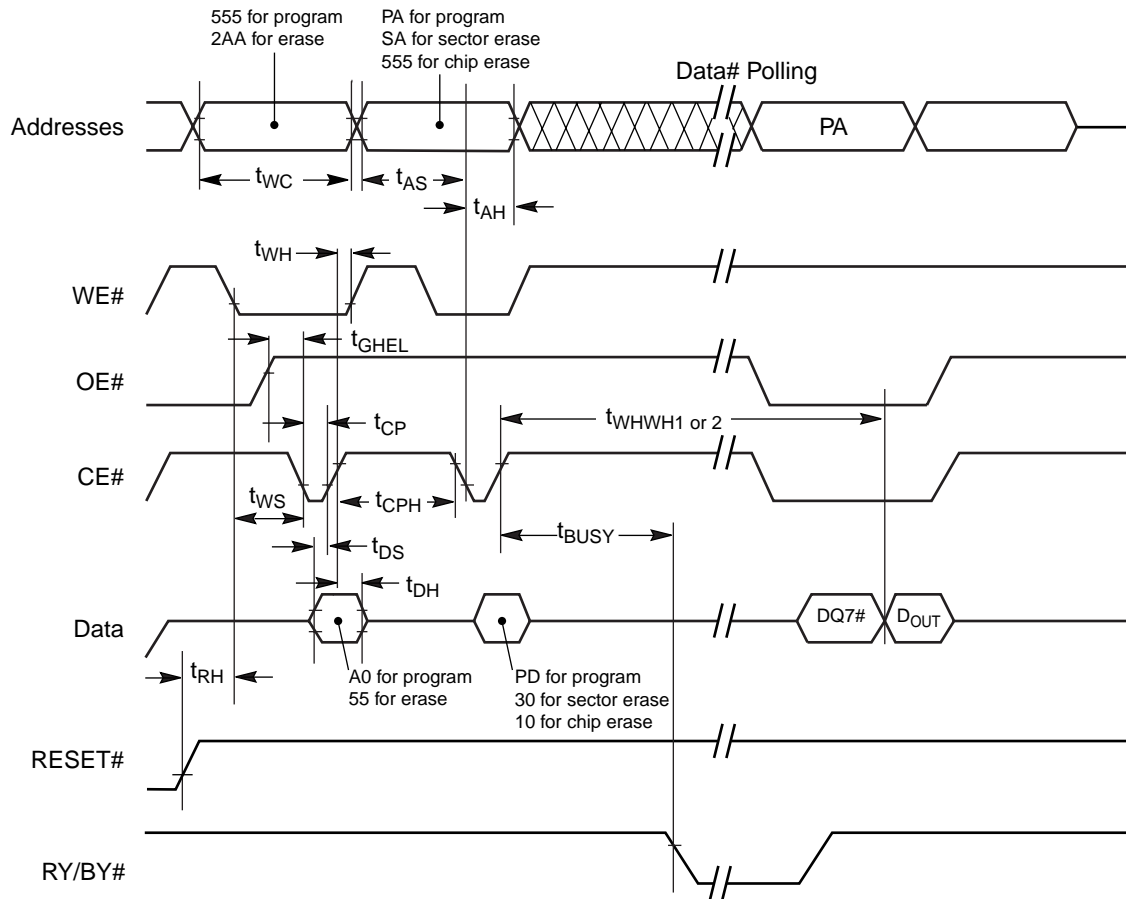 555 for program
2AA for erase
PA for program
SA for sector erase
555 for chip erase
Data# Polling
Addresses
PA
tWC
tAS
tAH
tWH
WE#
tGHEL
OE#
tWHWH1 or 2
tCP
CE#
tWS
tCPH
tBUSY
tDS
tDH
Data
DQ7#
DOUT
tRH
A0 for program
55 for erase
PD for program
30 for sector erase
10 for chip erase
RESET#
RY/BY#